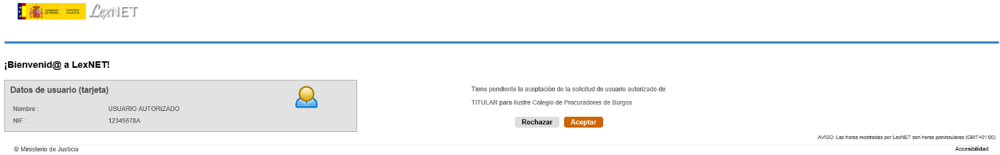 GOBIERNO DE ESPAÑA
MINISTERIO DE JUSTICIA
LexNET
¡Bienvenid@ a LexNET!
Datos de usuario (tarjeta)
Nombre : USUARIO AUTORIZADO
NIF : 12345678A
Tiene pendiente la aceptación de la solicitud de usuario autorizado de
TITULAR para Ilustre Colegio de Procuradores de Burgos
Rechazar Aceptar
AVISO: Las horas mostradas por LexNET son horas peninsulares (GMT+01:00)
© Ministerio de Justicia Accesibilidad